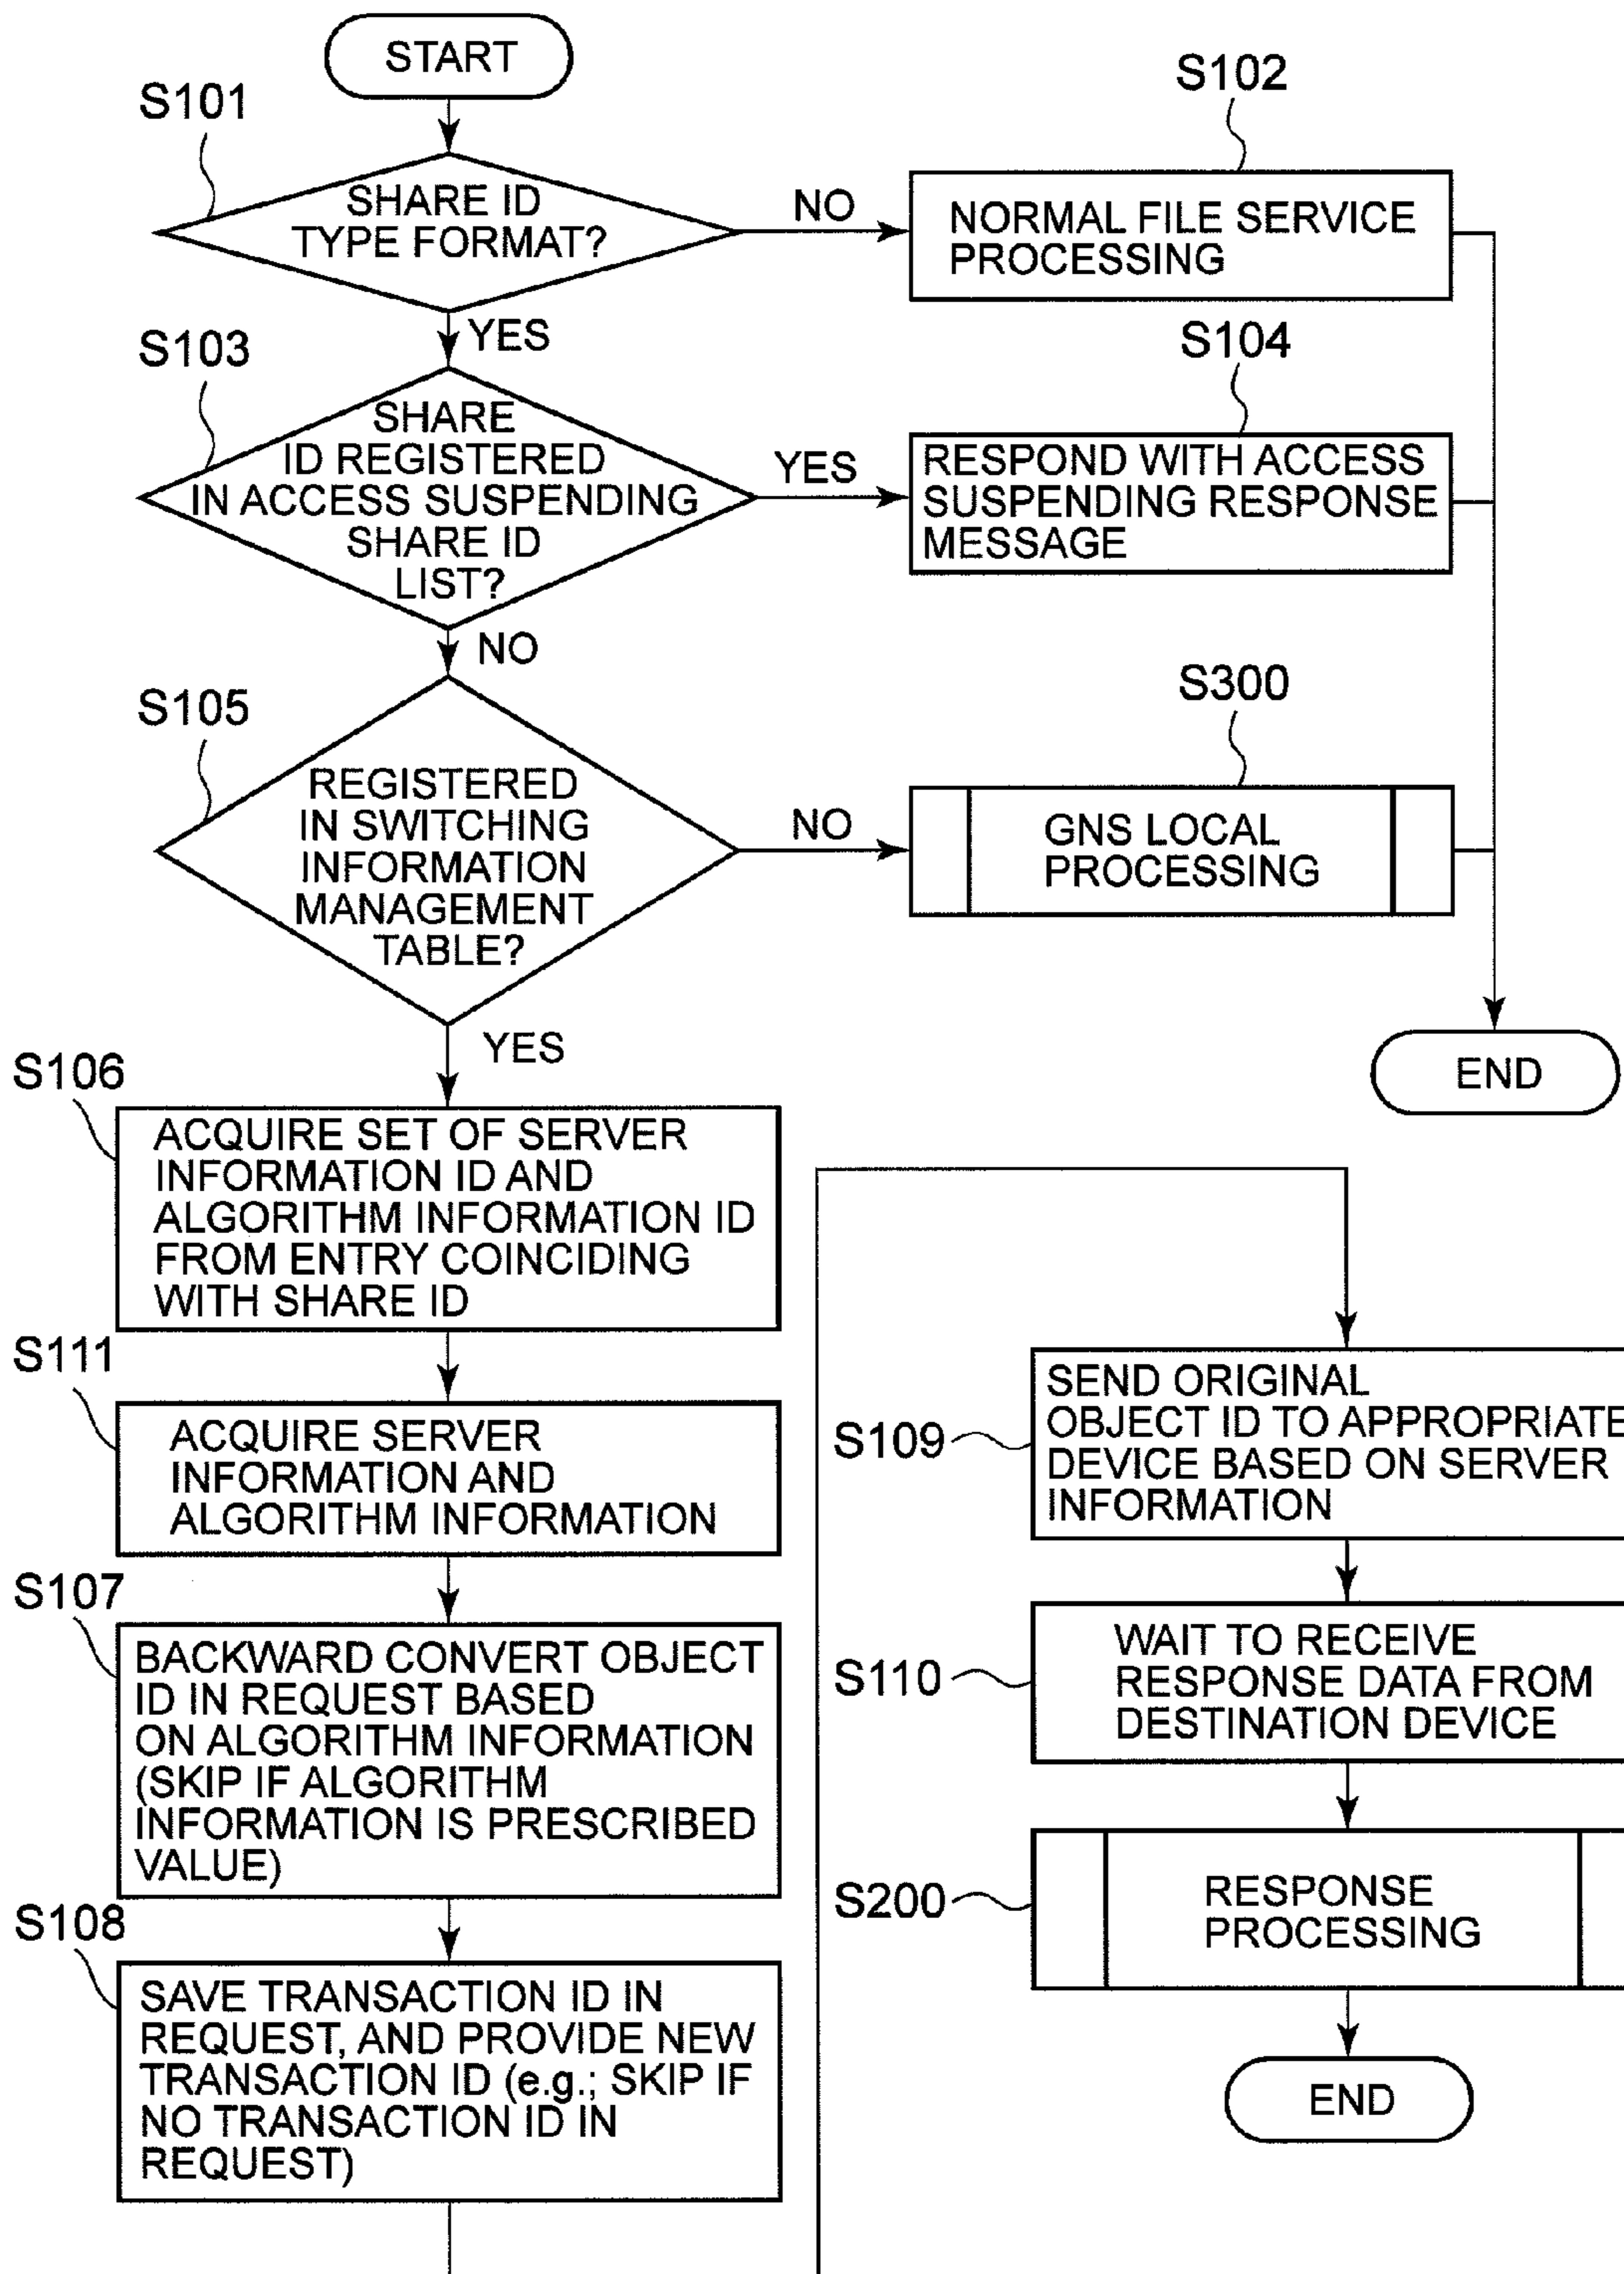 START
S101
SHARE ID
TYPE FORMAT?
NO
S102
NORMAL FILE SERVICE
PROCESSING
YES
S103
SHARE
ID REGISTERED
IN ACCESS SUSPENDING
SHARE ID
LIST?
YES
S104
RESPOND WITH ACCESS
SUSPENDING RESPONSE
MESSAGE
NO
S105
REGISTERED
IN SWITCHING
INFORMATION
MANAGEMENT
TABLE?
NO
S300
GNS LOCAL
PROCESSING
END
YES
S106
ACQUIRE SET OF SERVER
INFORMATION ID AND
ALGORITHM INFORMATION ID
FROM ENTRY COINCIDING
WITH SHARE ID
S111
ACQUIRE SERVER
INFORMATION AND
ALGORITHM INFORMATION
S107
BACKWARD CONVERT OBJECT
ID IN REQUEST BASED
ON ALGORITHM INFORMATION
(SKIP IF ALGORITHM
INFORMATION IS PRESCRIBED
VALUE)
S108
SAVE TRANSACTION ID IN
REQUEST, AND PROVIDE NEW
TRANSACTION ID (e.g.; SKIP IF
NO TRANSACTION ID IN
REQUEST)
S109
SEND ORIGINAL
OBJECT ID TO APPROPRIATE
DEVICE BASED ON SERVER
INFORMATION
S110
WAIT TO RECEIVE
RESPONSE DATA FROM
DESTINATION DEVICE
S200
RESPONSE
PROCESSING
END